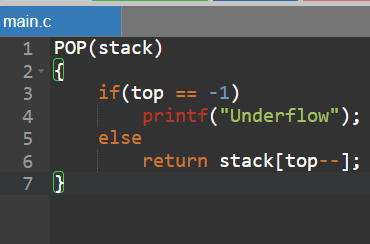 main.c
1 POP(stack)
2 {
3     if(top == -1)
4         printf("Underflow");
5     else
6         return stack[top--];
7 }